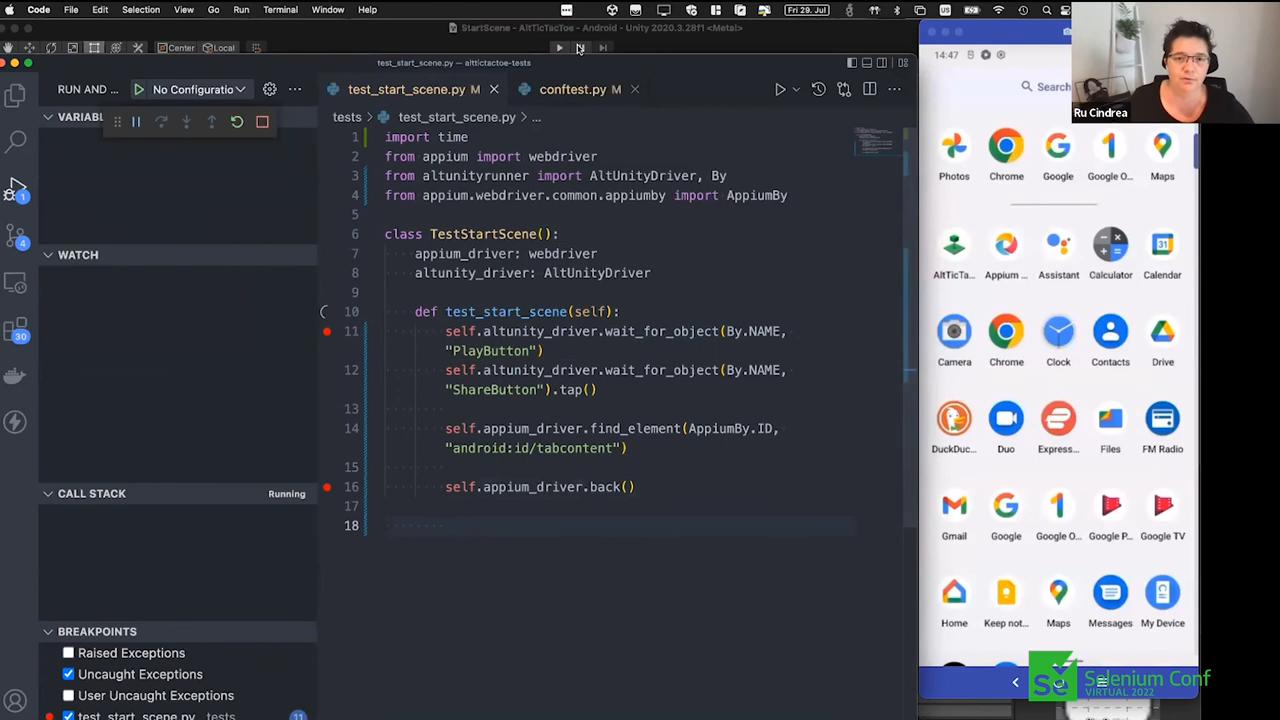 Code File Edit Selection View Go Run Terminal Window Help
Fri 29. Jul
US
StartScene - AltTicTacToe - Android - Unity 2020.3.28f1 <Metal>
Center Local
test_start_scene.py — alttictactoe-tests
RUN AND ... No Configuratio
VARIABL
WATCH
CALL STACK Running
BREAKPOINTS
Raised Exceptions
Uncaught Exceptions
User Uncaught Exceptions
test_start_scene.py tests 11
1
4
30
test_start_scene.py M conftest.py M
tests > test_start_scene.py > ...
1 import time
2 from appium import webdriver
3 from altunityrunner import AltUnityDriver, By
4 from appium.webdriver.common.appiumby import AppiumBy
5
6 class TestStartScene():
7 appium_driver: webdriver
8 altunity_driver: AltUnityDriver
9
10 def test_start_scene(self):
11 self.altunity_driver.wait_for_object(By.NAME,
"PlayButton")
12 self.altunity_driver.wait_for_object(By.NAME,
"ShareButton").tap()
13
14 self.appium_driver.find_element(AppiumBy.ID,
"android:id/tabcontent")
15
16 self.appium_driver.back()
17
18
14:47
Search
Photos Chrome Google Google O... Maps
AltTicTa... Appium ... Assistant Calculator Calendar
Camera Chrome Clock Contacts Drive
DuckDuc... Duo Express... Files FM Radio
Gmail Google Google O... Google P... Google TV
Home Keep not... Maps Messages My Device
Ru Cindrea
Se Selenium Conf
VIRTUAL 2022